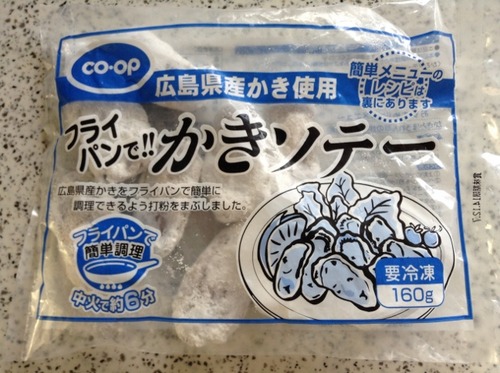 CO·OP
広島県産かき使用
簡単メニューの
レシピは
裏にあります
フライ
パンで!!
かきソテー
広島県産かきをフライパンで簡単に
調理できるよう打粉をまぶしました。
フライパンで
簡単調理
中火で約6分
要冷凍
160g